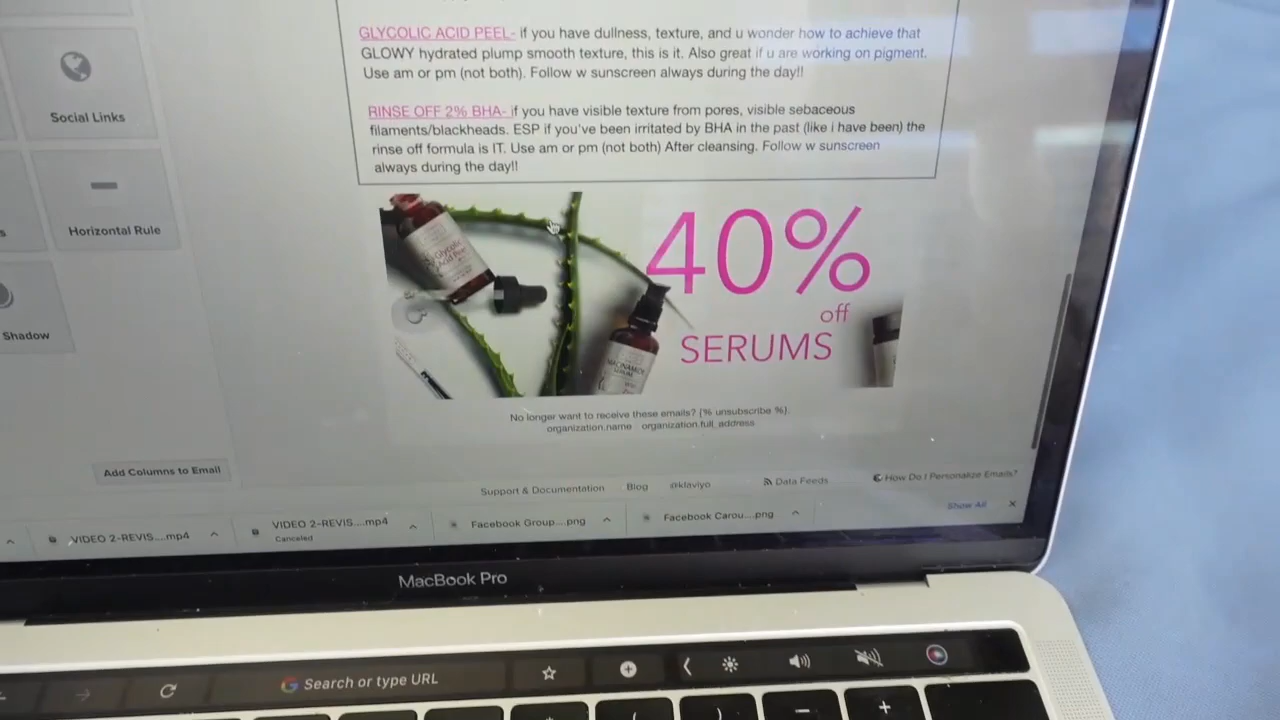 GLYCOLIC ACID PEEL- if you have dullness, texture, and u wonder how to achieve that
GLOWY hydrated plump smooth texture, this is it. Also great if u are working on pigment.
Use am or pm (not both). Follow w sunscreen always during the day!!
RINSE OFF 2% BHA- if you have visible texture from pores, visible sebaceous
filaments/blackheads. ESP if you've been irritated by BHA in the past (like i have been) the
rinse off formula is IT. Use am or pm (not both) After cleansing. Follow w sunscreen
always during the day!!
Social Links
Horizontal Rule
Shadow
Glycolic
Acid Peel
NIACINAMIDE
SERUM
40%
off
SERUMS
No longer want to receive these emails? {% unsubscribe %}.
organization.name organization.full_address
Add Columns to Email
Support & Documentation Blog @klaviyo Data Feeds How Do I Personalize Emails?
VIDEO 2-REVIS....mp4
VIDEO 2-REVIS....mp4
Canceled
Facebook Group....png
Facebook Carou....png
Show All
MacBook Pro
Search or type URL